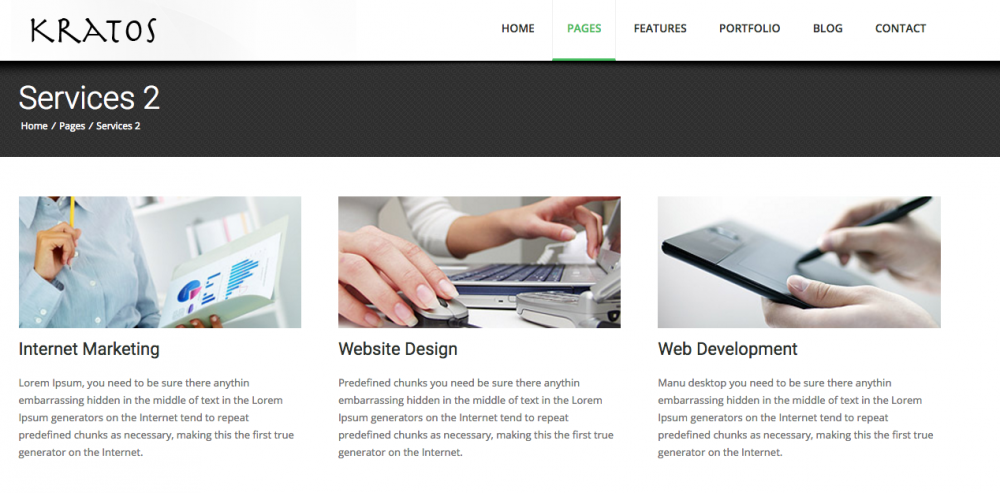 KRATOS
HOME PAGES FEATURES PORTFOLIO BLOG CONTACT
Services 2
Home / Pages / Services 2
Internet Marketing
Lorem Ipsum, you need to be sure there anythin
embarrassing hidden in the middle of text in the Lorem
Ipsum generators on the Internet tend to repeat
predefined chunks as necessary, making this the first true
generator on the Internet.
Website Design
Predefined chunks you need be sure there anythin
embarrassing hidden in the middle of text in the Lorem
Ipsum generators on the Internet tend to repeat
predefined chunks as necessary, making this the first true
generator on the Internet.
Web Development
Manu desktop you need to be sure there anythin
embarrassing hidden in the middle of text in the Lorem
Ipsum generators on the Internet tend to repeat
predefined chunks as necessary, making this the first true
generator on the Internet.